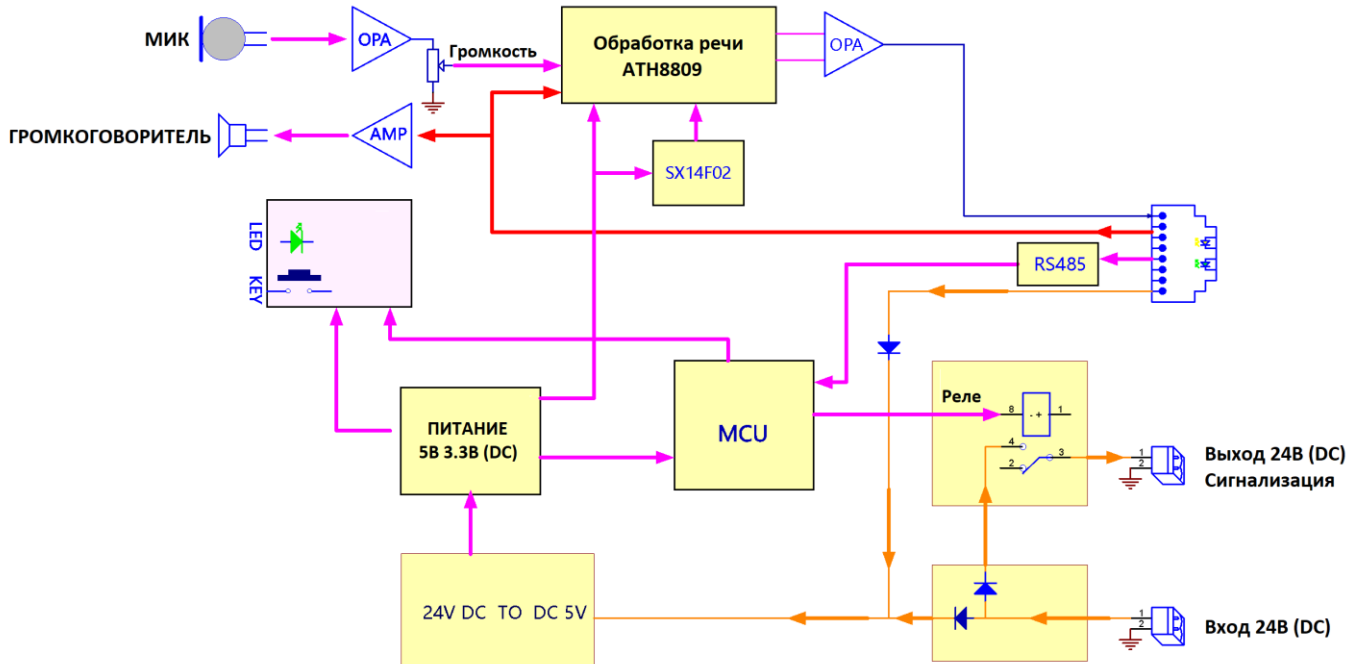 МИК
OPA
Громкость
Обработка речи
ATH8809
OPA
ГРОМКОГОВОРИТЕЛЬ
AMP
SX14F02
LED
KEY
RS485
ПИТАНИЕ
5В 3.3В (DC)
MCU
Реле
8
- +
1
4
2
3
1
2
Выход 24В (DC)
Сигнализация
24V DC TO DC 5V
1
2
Вход 24В (DC)